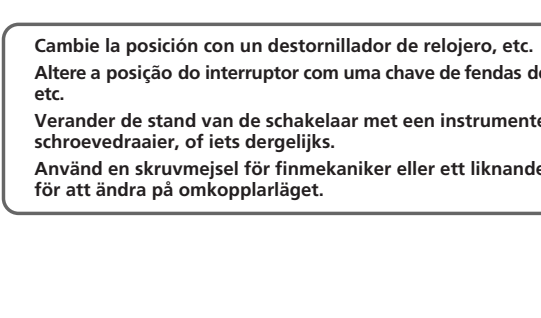 Cambie la posición con un destornillador de relojero, etc.
Altere a posição do interruptor com uma chave de fendas de
etc.
Verander de stand van de schakelaar met een instrumente
schroevedraaier, of iets dergelijks.
Använd en skruvmejsel för finmekaniker eller ett liknande
för att ändra på omkopplarläget.